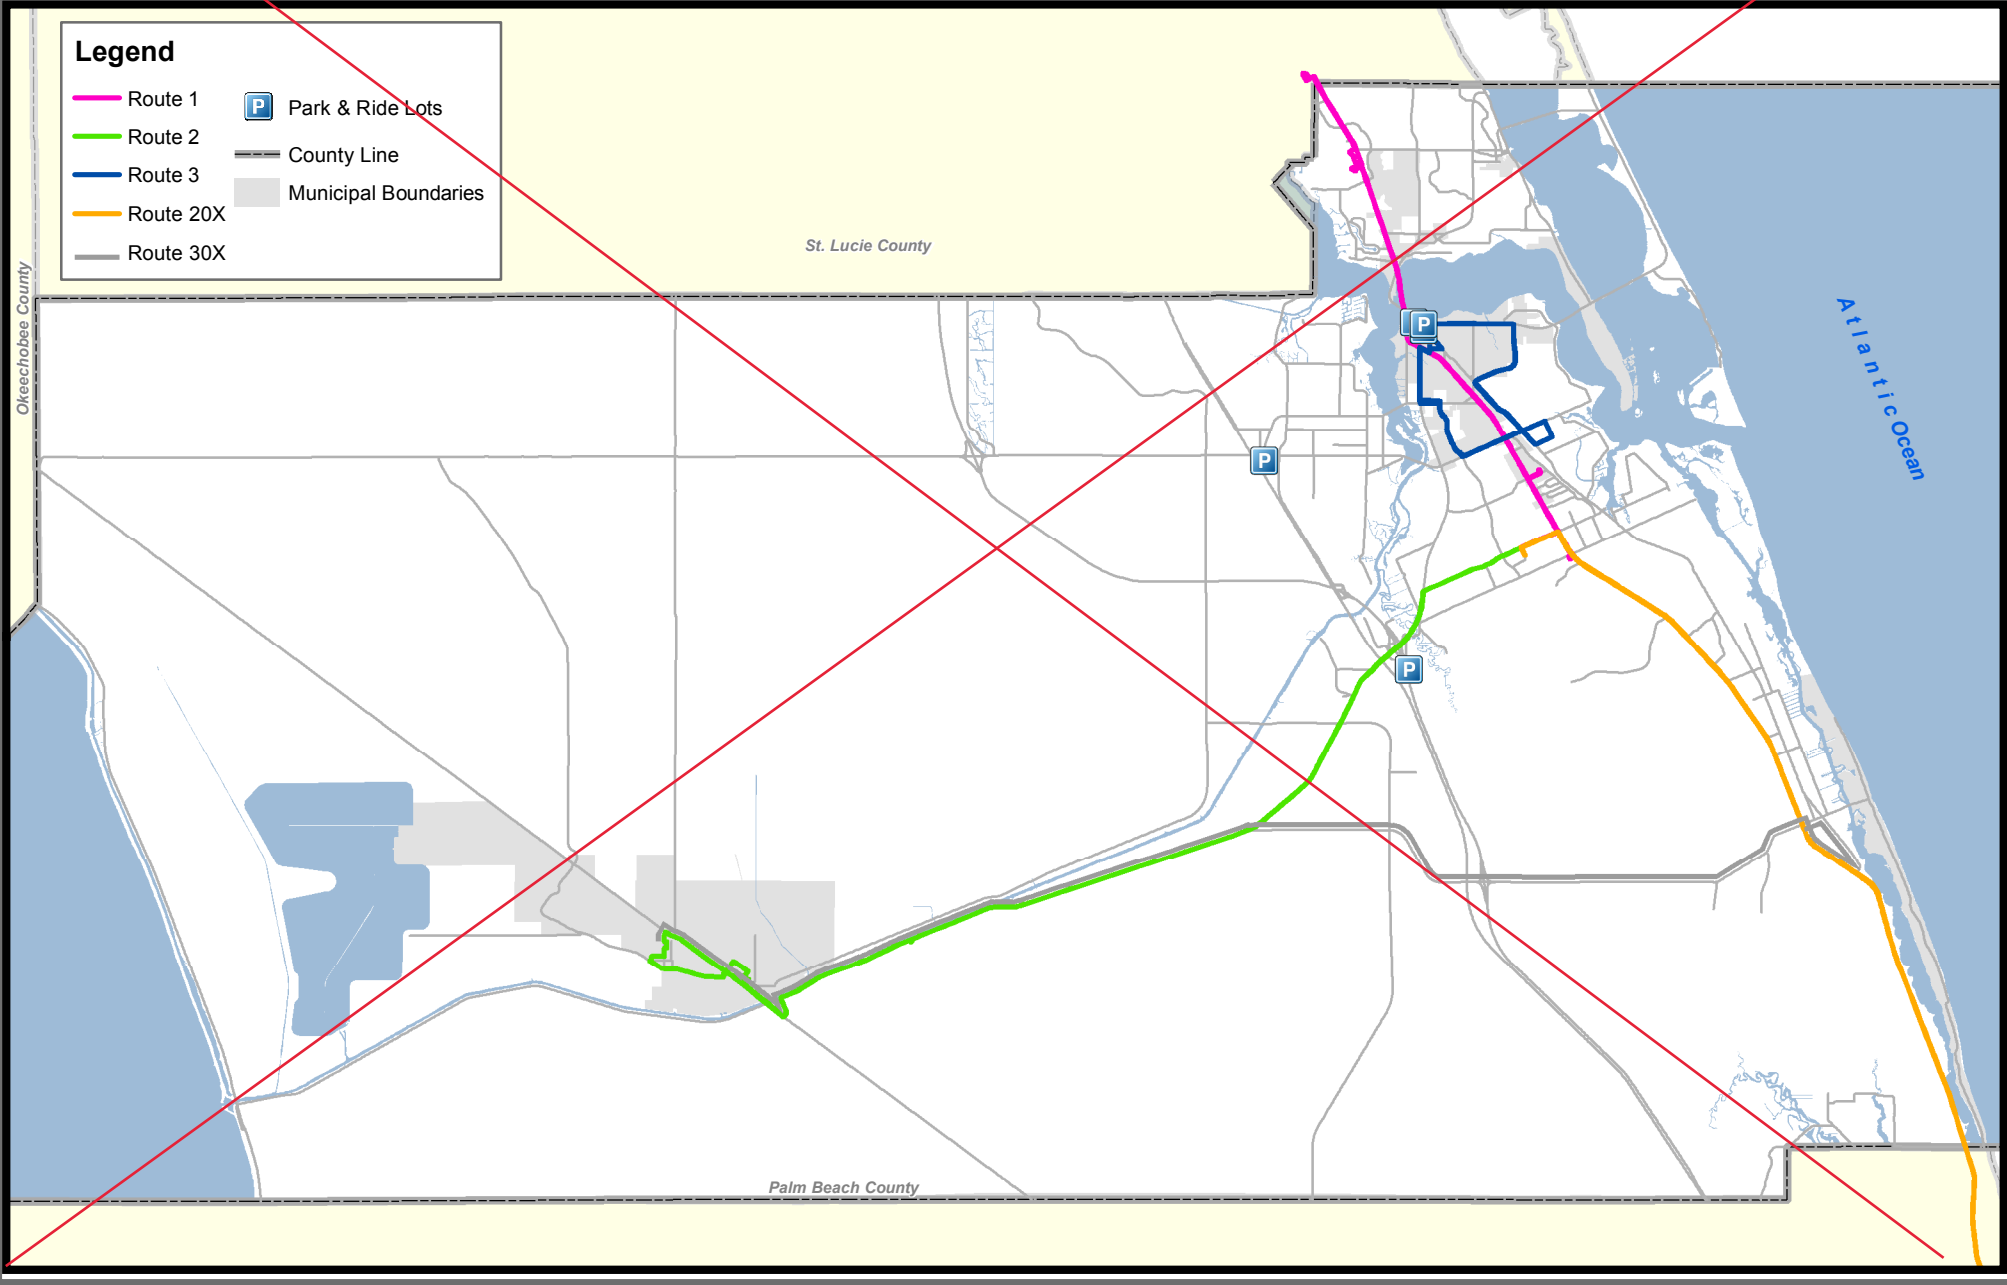 Legend
Route 1
Route 2
Route 3
Route 20X
Route 30X
P
Park & Ride Lots
County Line
Municipal Boundaries
St. Lucie County
Okeechobee County
Atlantic Ocean
P
P
P
Palm Beach County